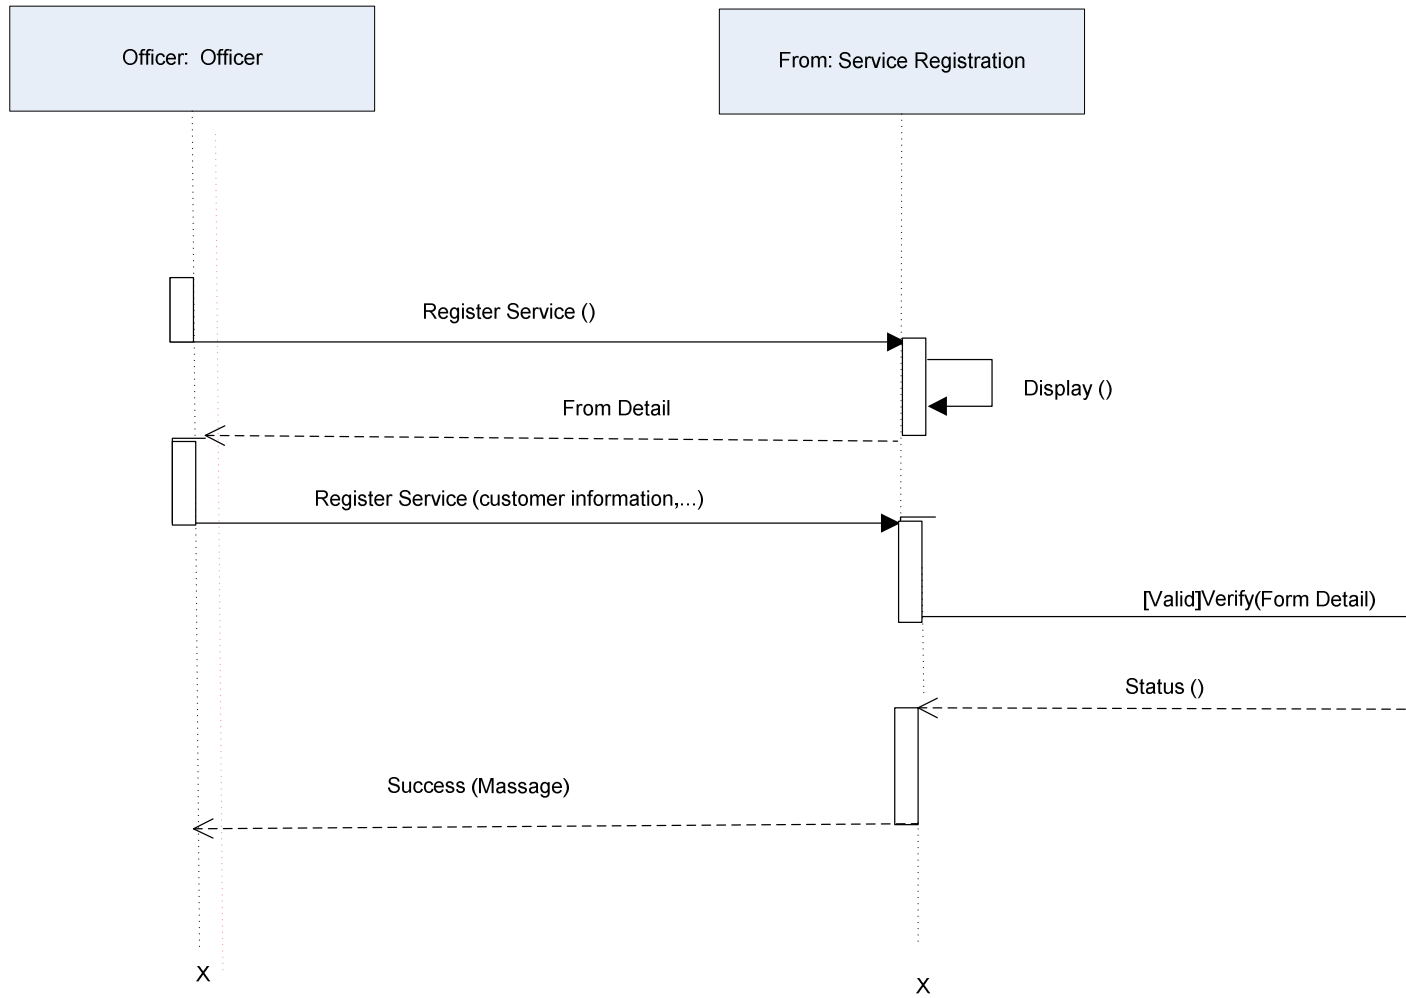 Officer:  Officer
From: Service Registration
Register Service ()
Display ()
From Detail
Register Service (customer information,...)
[Valid]Verify(Form Detail)
Status ()
Success (Massage)
X
X